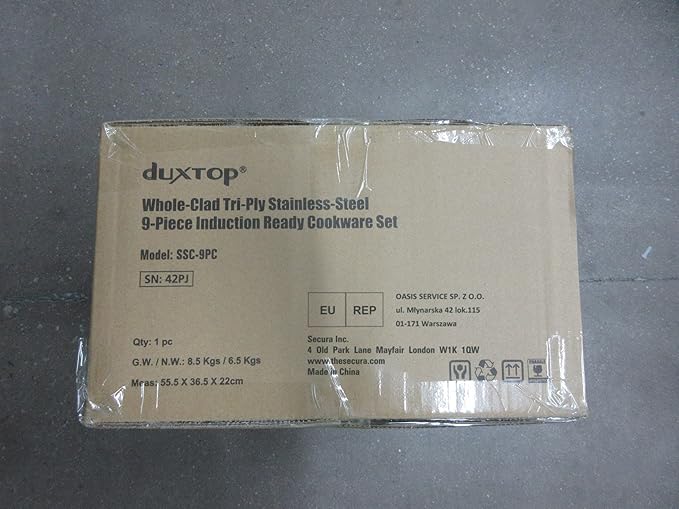 duxtop®
Whole-Clad Tri-Ply Stainless-Steel
9-Piece Induction Ready Cookware Set
Model: SSC-9PC
SN: 42PJ
EU REP
OASIS SERVICE SP. Z O.O.
ul. Młynarska 42 lok.115
01-171 Warszawa
Qty: 1 pc
G.W. / N.W.: 8.5 Kgs / 6.5 Kgs
Meas: 55.5 X 36.5 X 22cm
Secura Inc.
4 Old Park Lane Mayfair London W1K 1QW
www.thesecura.com
Made in China